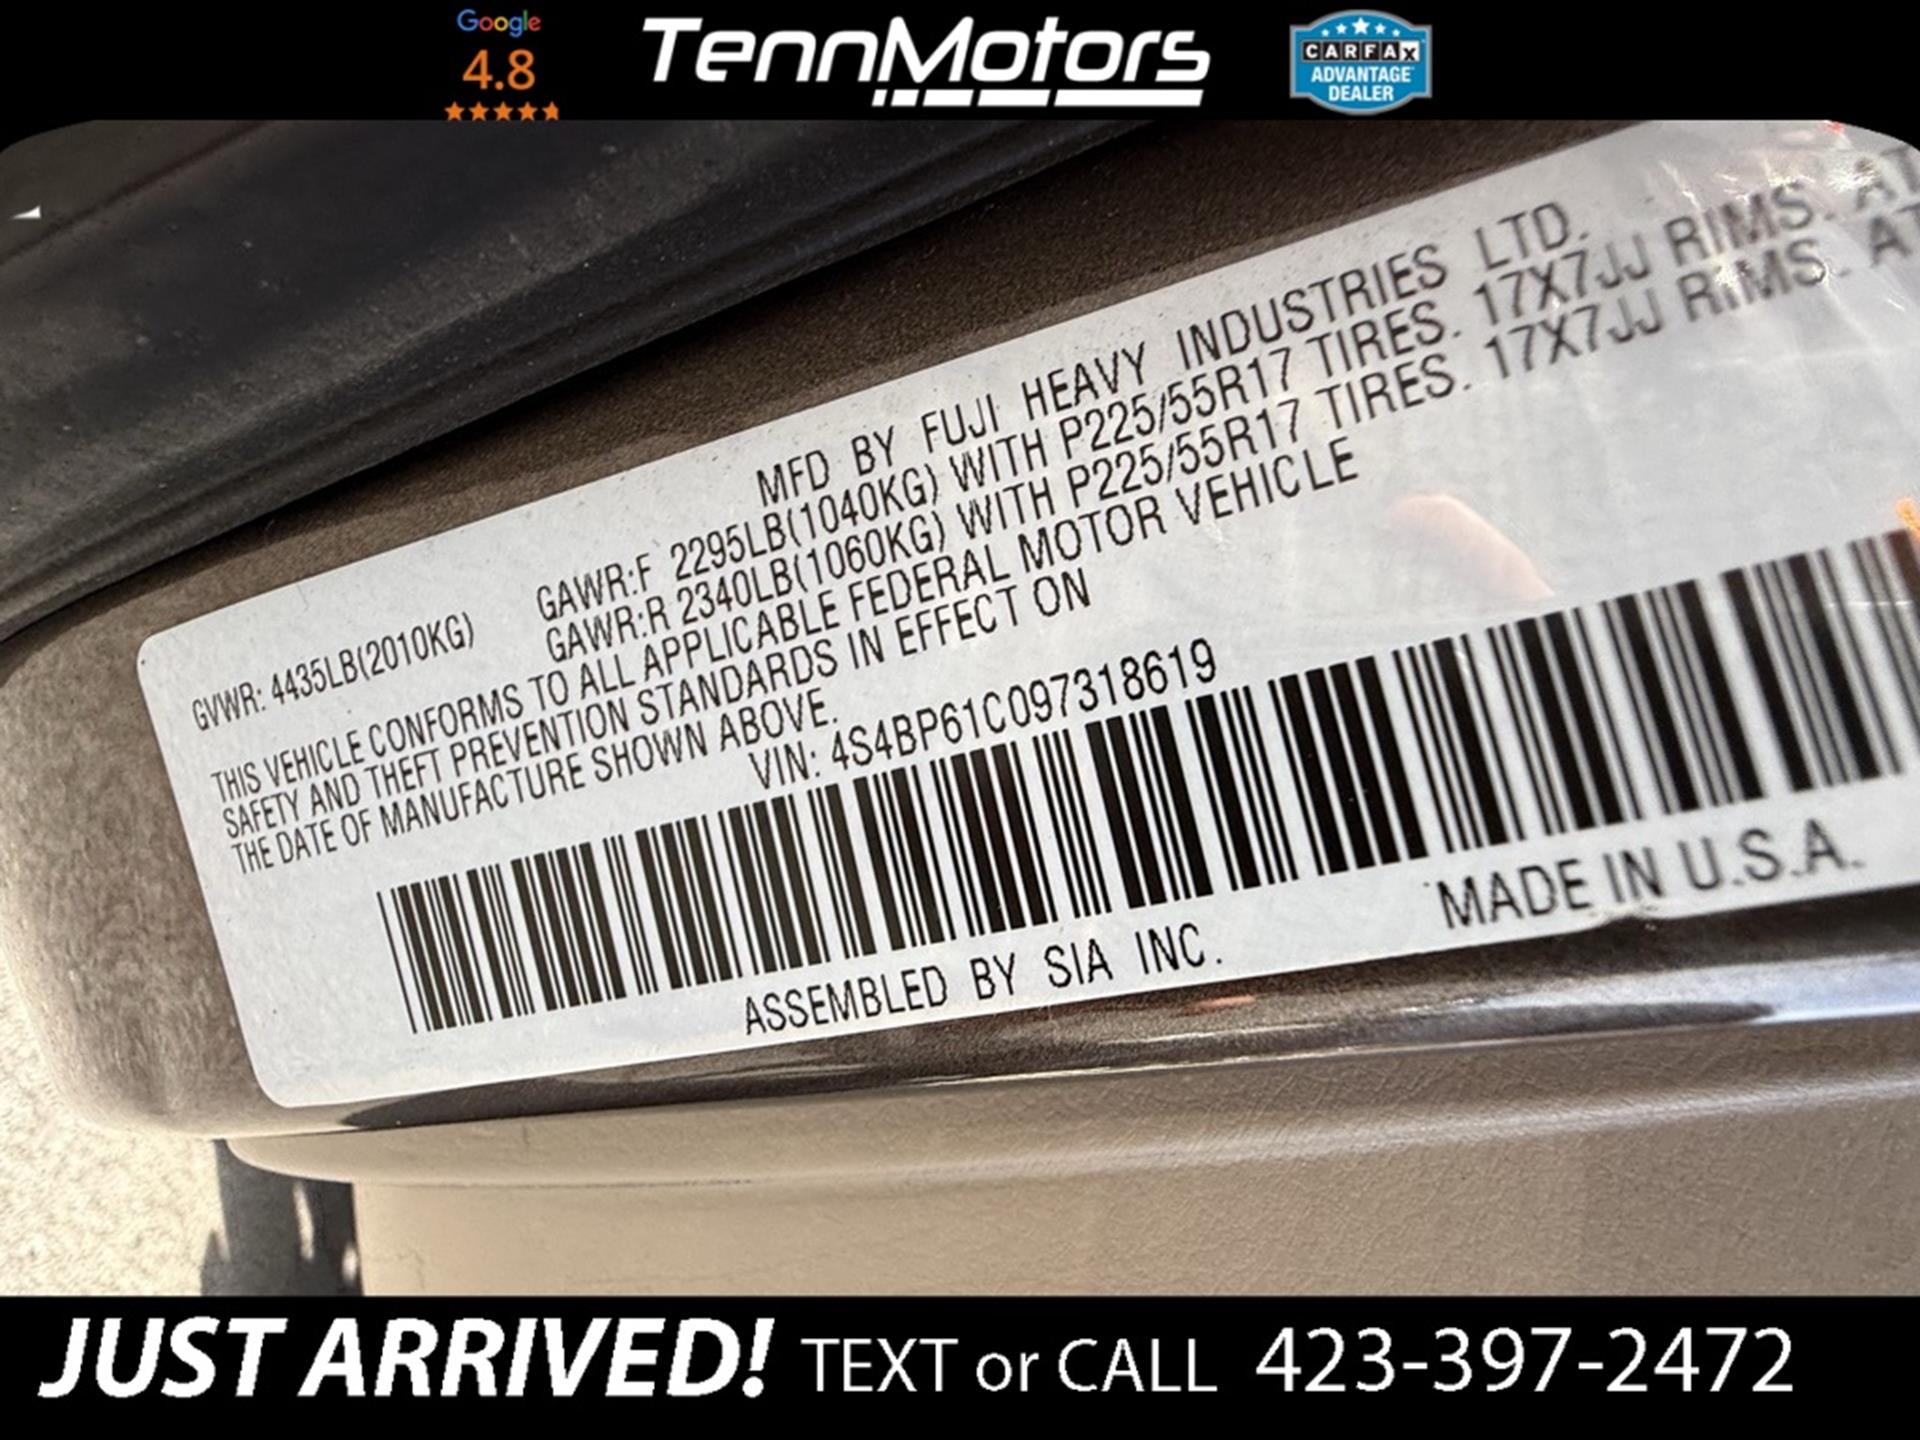 Google
4.8
TennMotors
CARFAX
ADVANTAGE
DEALER
MFD BY FUJI HEAVY INDUSTRIES LTD.
GVWR: 4435LB(2010KG)
GAWR:F 2295LB(1040KG) WITH P225/55R17 TIRES. 17X7JJ RIMS. AT
GAWR:R 2340LB(1060KG) WITH P225/55R17 TIRES. 17X7JJ RIMS. AT
THIS VEHICLE CONFORMS TO ALL APPLICABLE FEDERAL MOTOR VEHICLE
SAFETY AND THEFT PREVENTION STANDARDS IN EFFECT ON
THE DATE OF MANUFACTURE SHOWN ABOVE.
VIN: 4S4BP61C097318619
ASSEMBLED BY SIA INC.
MADE IN U.S.A.
JUST ARRIVED! TEXT or CALL 423-397-2472